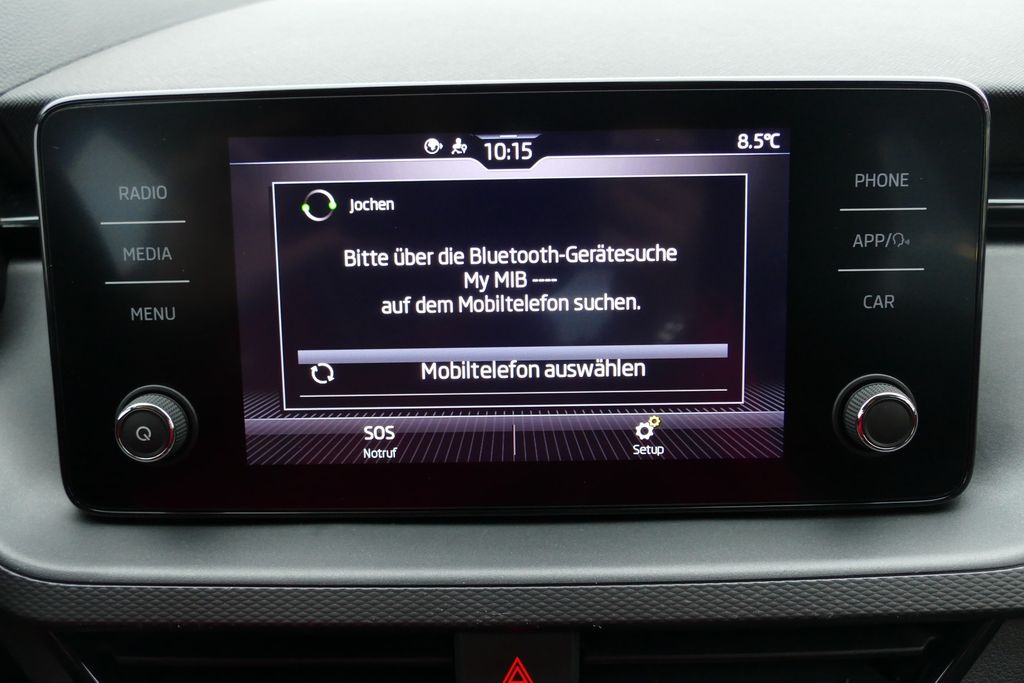 10:15
8.5°C
RADIO
MEDIA
MENU
Jochen
Bitte über die Bluetooth-Gerätesuche
My MIB ----
auf dem Mobiltelefon suchen.
Mobiltelefon auswählen
SOS
Notruf
Setup
PHONE
APP/
CAR